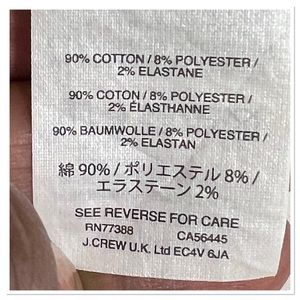 90% COTTON / 8% POLYESTER /
2% ELASTANE
90% COTON / 8% POLYESTER /
2% ÉLASTHANNE
90% BAUMWOLLE / 8% POLYESTER /
2% ELASTAN
綿 90% / ポリエステル 8% /
エラステーン 2%
SEE REVERSE FOR CARE
RN77388 CA56445
J.CREW U.K. Ltd EC4V 6JA